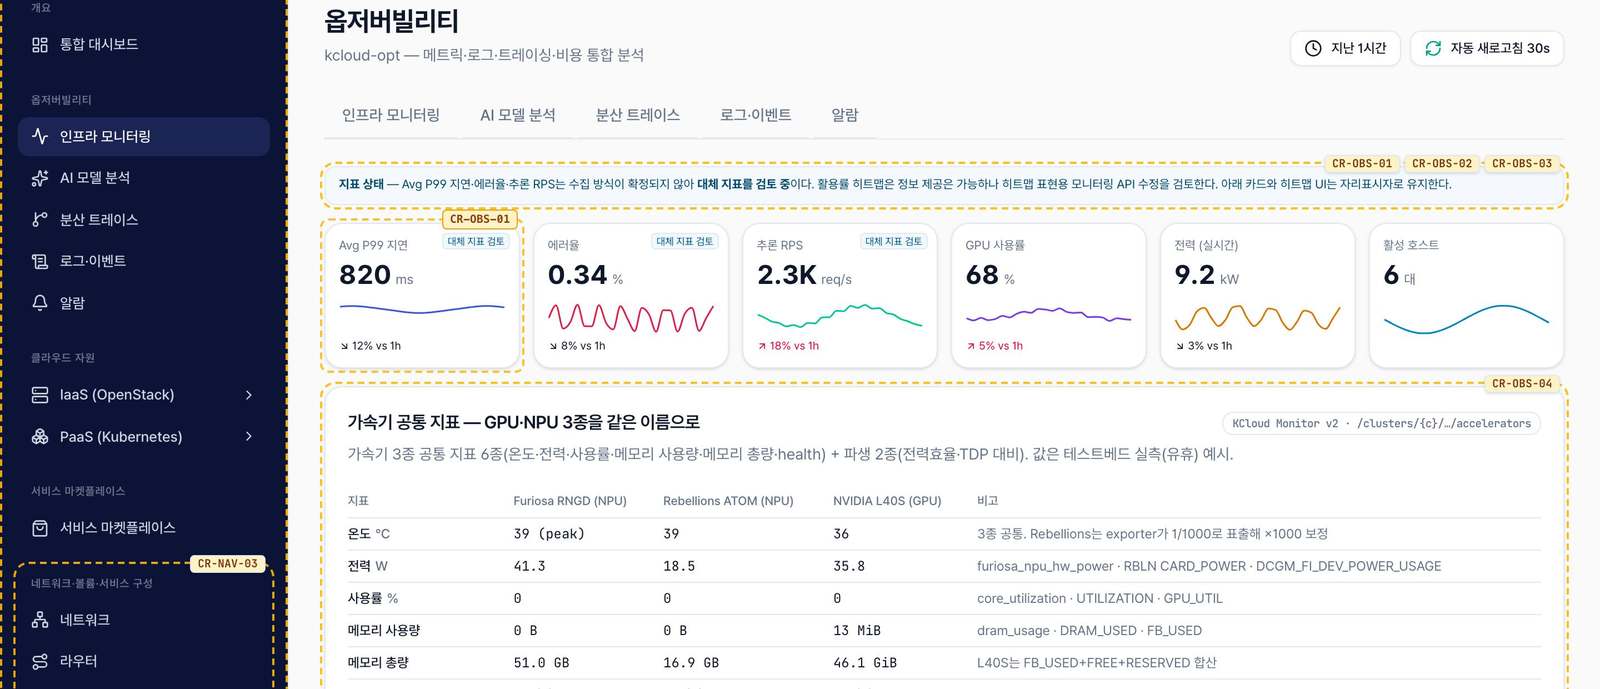 개요
통합 대시보드
옵저버빌리티
인프라 모니터링
AI 모델 분석
분산 트레이스
로그·이벤트
알람
클라우드 자원
IaaS (OpenStack)
PaaS (Kubernetes)
서비스 마켓플레이스
서비스 마켓플레이스
CR-NAV-03
네트워크·볼륨·서비스 구성
네트워크
라우터
옵저버빌리티
kcloud-opt — 메트릭·로그·트레이싱·비용 통합 분석
지난 1시간
자동 새로고침 30s
인프라 모니터링 AI 모델 분석 분산 트레이스 로그·이벤트 알람
CR-OBS-01 CR-OBS-02 CR-OBS-03
지표 상태 — Avg P99 지연·에러율·추론 RPS는 수집 방식이 확정되지 않아 대체 지표를 검토 중이다. 활용률 히트맵은 정보 제공은 가능하나 히트맵 표현용 모니터링 API 수정을 검토한다. 아래 카드와 히트맵 UI는 자리표시자로 유지한다.
CR-OBS-01
Avg P99 지연
대체 지표 검토
820 ms
↘ 12% vs 1h
에러율
대체 지표 검토
0.34 %
↘ 8% vs 1h
추론 RPS
대체 지표 검토
2.3K req/s
↗ 18% vs 1h
GPU 사용률
68 %
↗ 5% vs 1h
전력 (실시간)
9.2 kW
↘ 3% vs 1h
활성 호스트
6 대
CR-OBS-04
가속기 공통 지표 — GPU·NPU 3종을 같은 이름으로
KCloud Monitor v2 · /clusters/{c}/…/accelerators
가속기 3종 공통 지표 6종(온도·전력·사용률·메모리 사용량·메모리 총량·health) + 파생 2종(전력효율·TDP 대비). 값은 테스트베드 실측(유휴) 예시.
지표 Furiosa RNGD (NPU) Rebellions ATOM (NPU) NVIDIA L40S (GPU) 비고
온도 °C 39 (peak) 39 36 3종 공통. Rebellions는 exporter가 1/1000로 표출해 ×1000 보정
전력 W 41.3 18.5 35.8 furiosa_npu_hw_power · RBLN CARD_POWER · DCGM_FI_DEV_POWER_USAGE
사용률 % 0 0 0 core_utilization · UTILIZATION · GPU_UTIL
메모리 사용량 0 B 0 B 13 MiB dram_usage · DRAM_USED · FB_USED
메모리 총량 51.0 GB 16.9 GB 46.1 GiB L40S는 FB_USED+FREE+RESERVED 합산